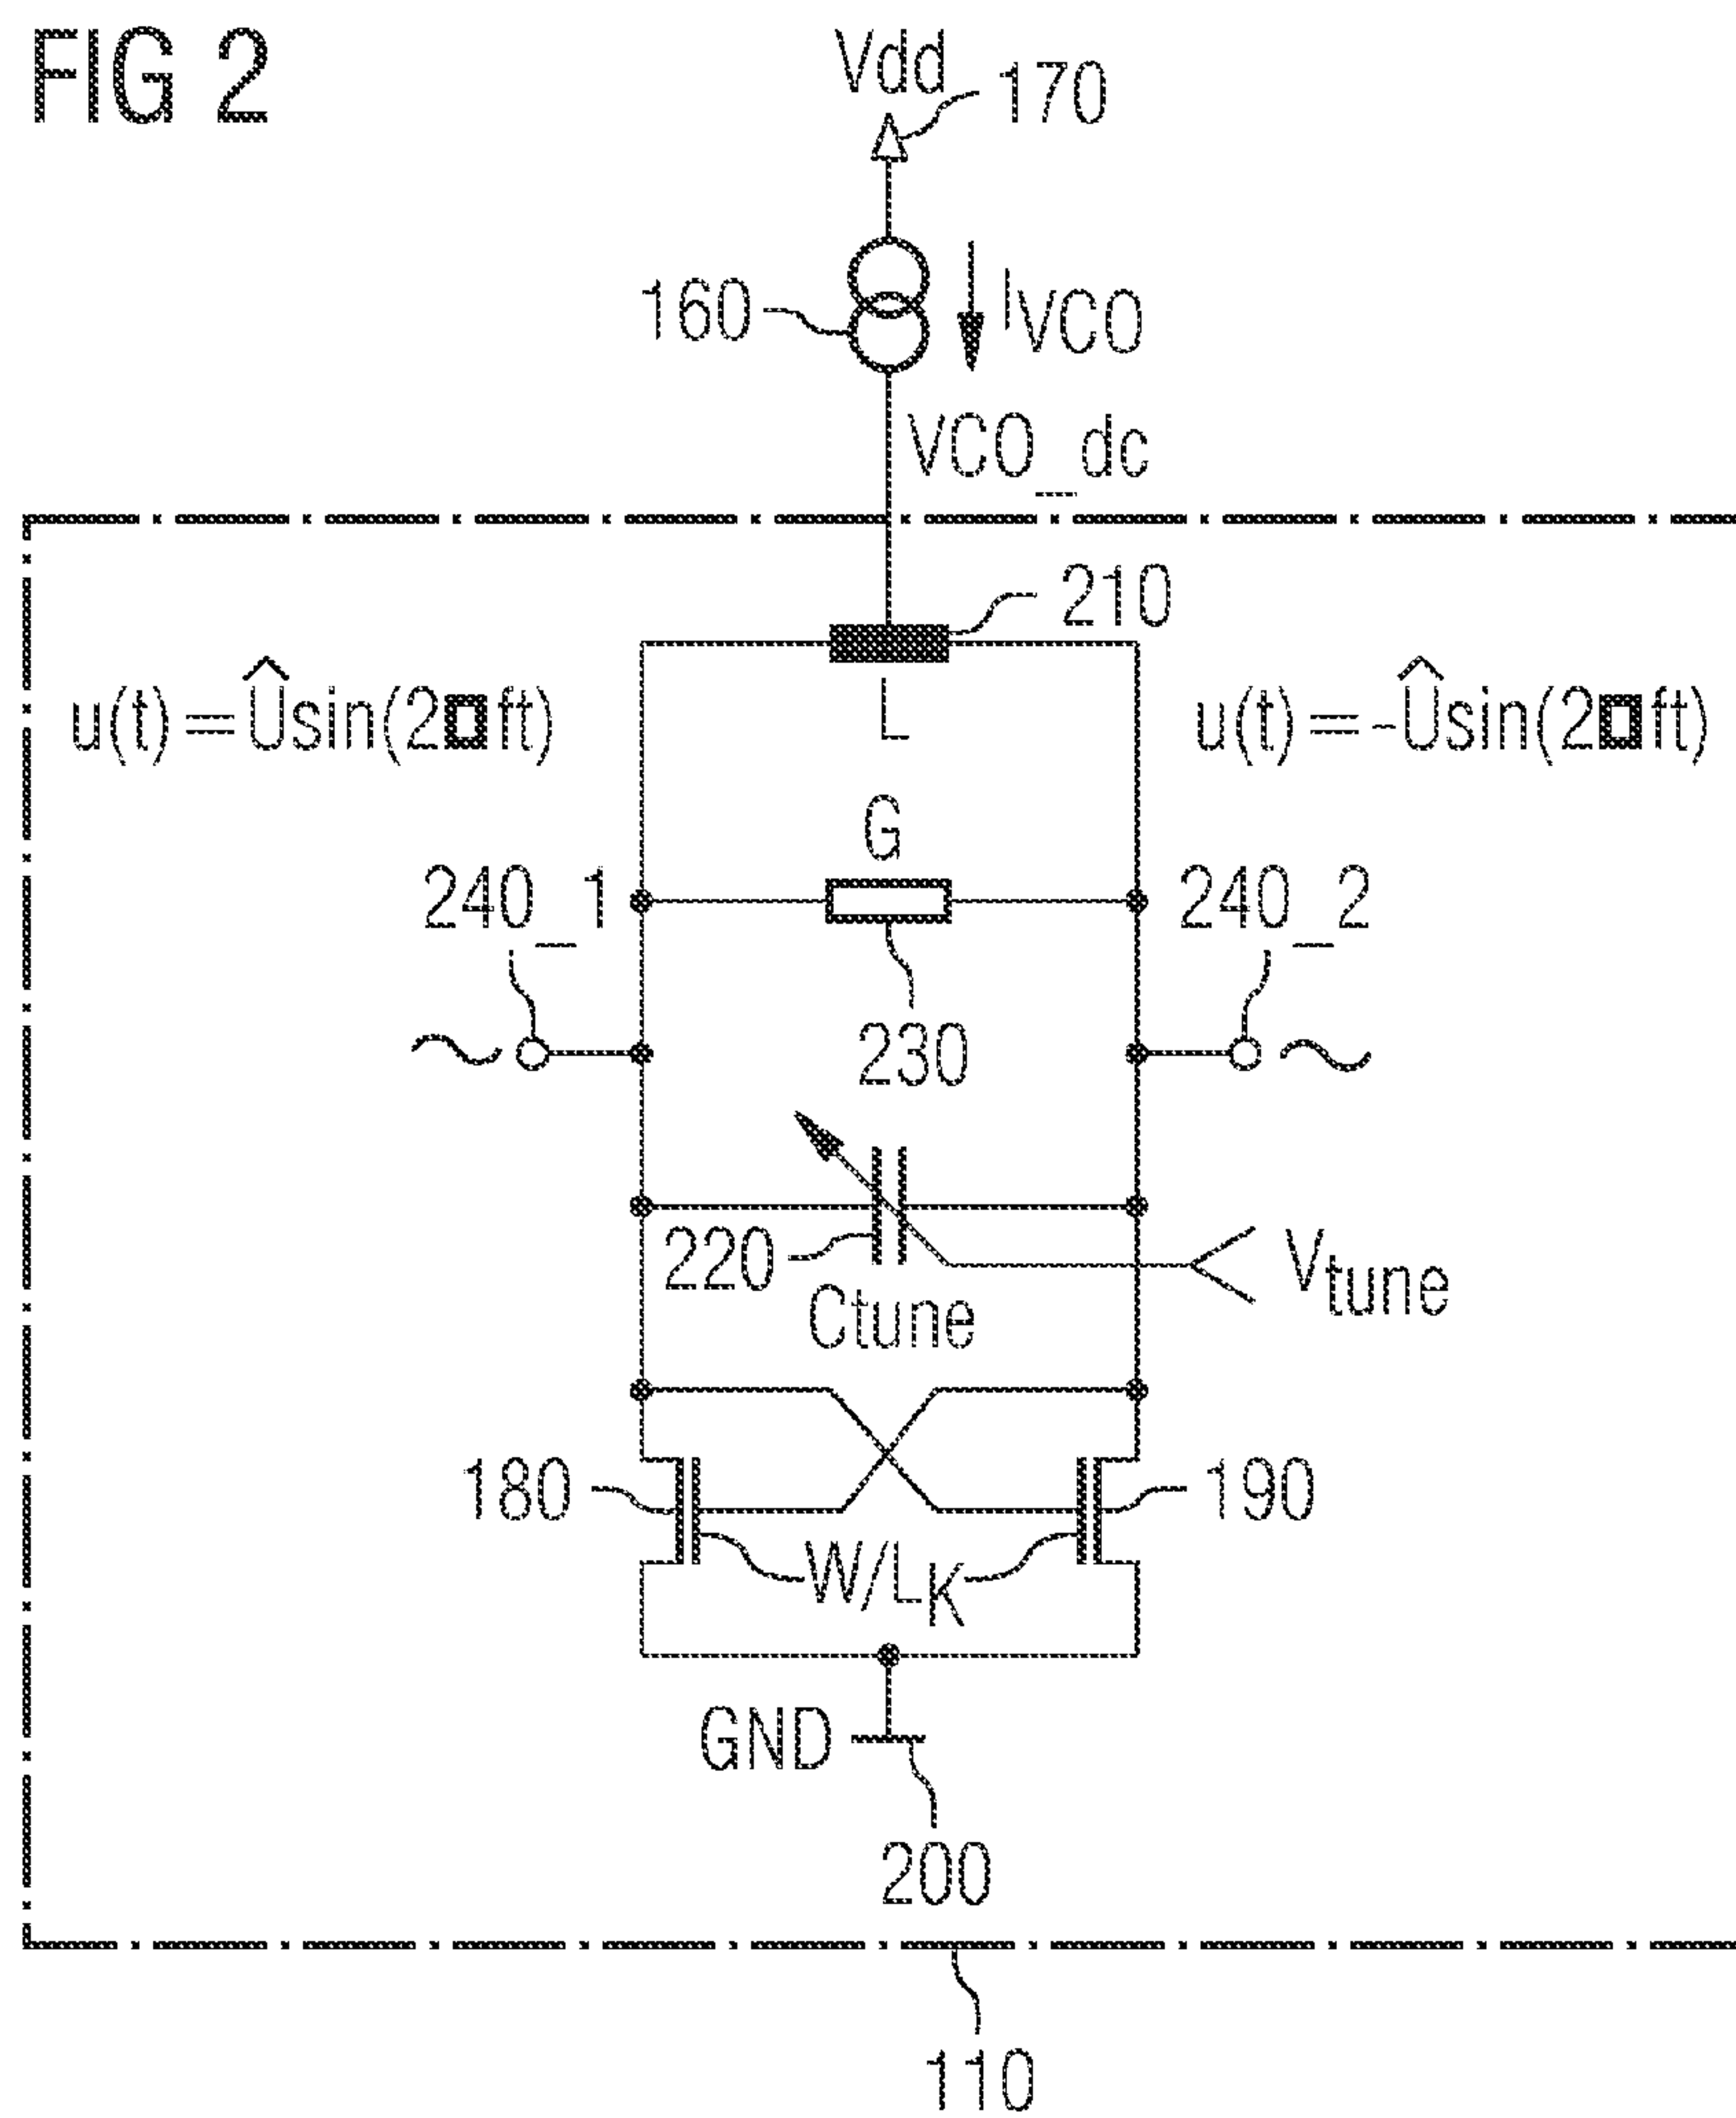 FIG 2
Vdd
170
160
IVCO
VCO_dc
210
u(t)=Ûsin(2□ft)
L
u(t)=-Ûsin(2□ft)
G
240_1
240_2
230
220
Vtune
Ctune
180
190
W/LK
GND
200
110